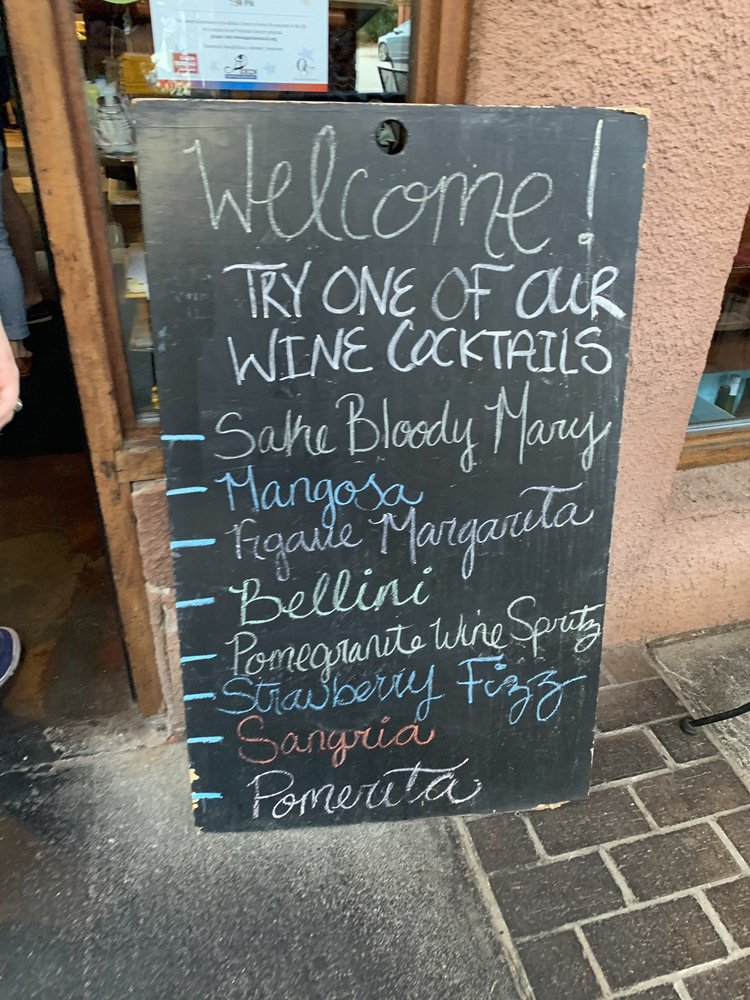 Welcome!
TRY ONE OF OUR
WINE COCKTAILS
- Sake Bloody Mary
- Mangosa
- Agave Margarita
- Bellini
- Pomegranite Wine Spritz
- Strawberry Fizz
- Sangria
- Pomerita